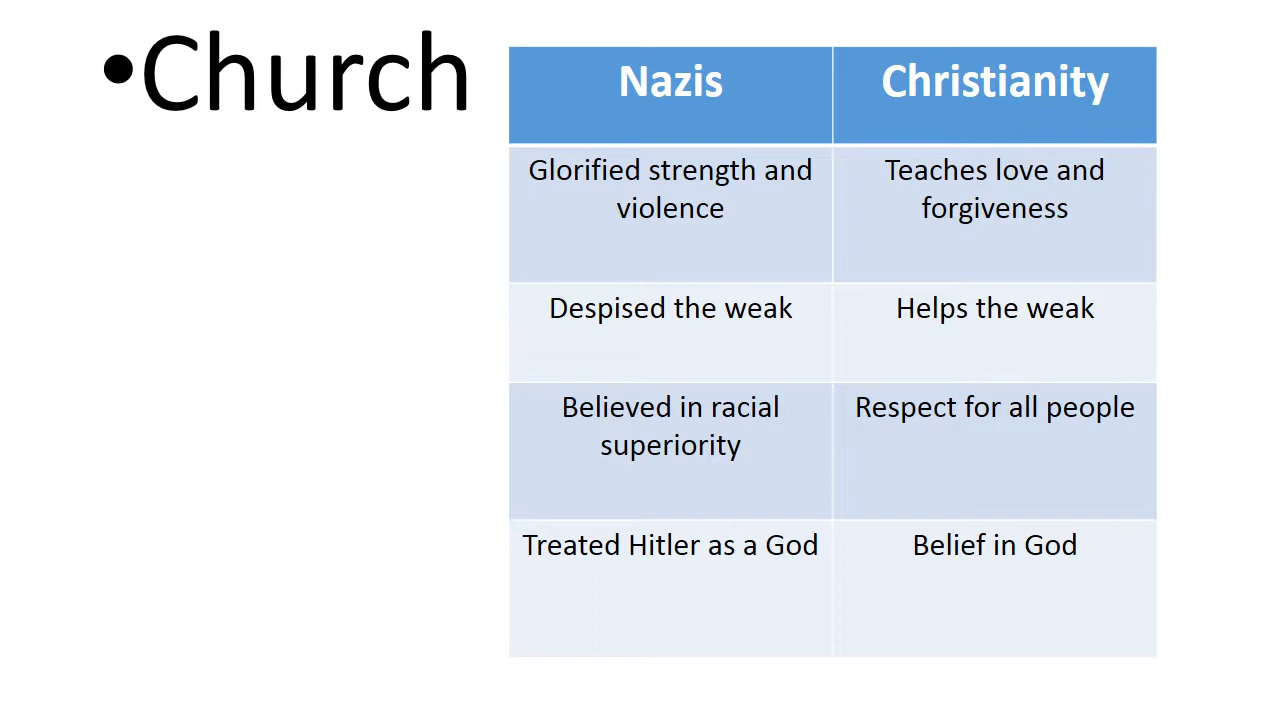 •Church
Nazis
Christianity
Glorified strength and
violence
Teaches love and
forgiveness
Despised the weak
Helps the weak
Believed in racial
superiority
Respect for all people
Treated Hitler as a God
Belief in God